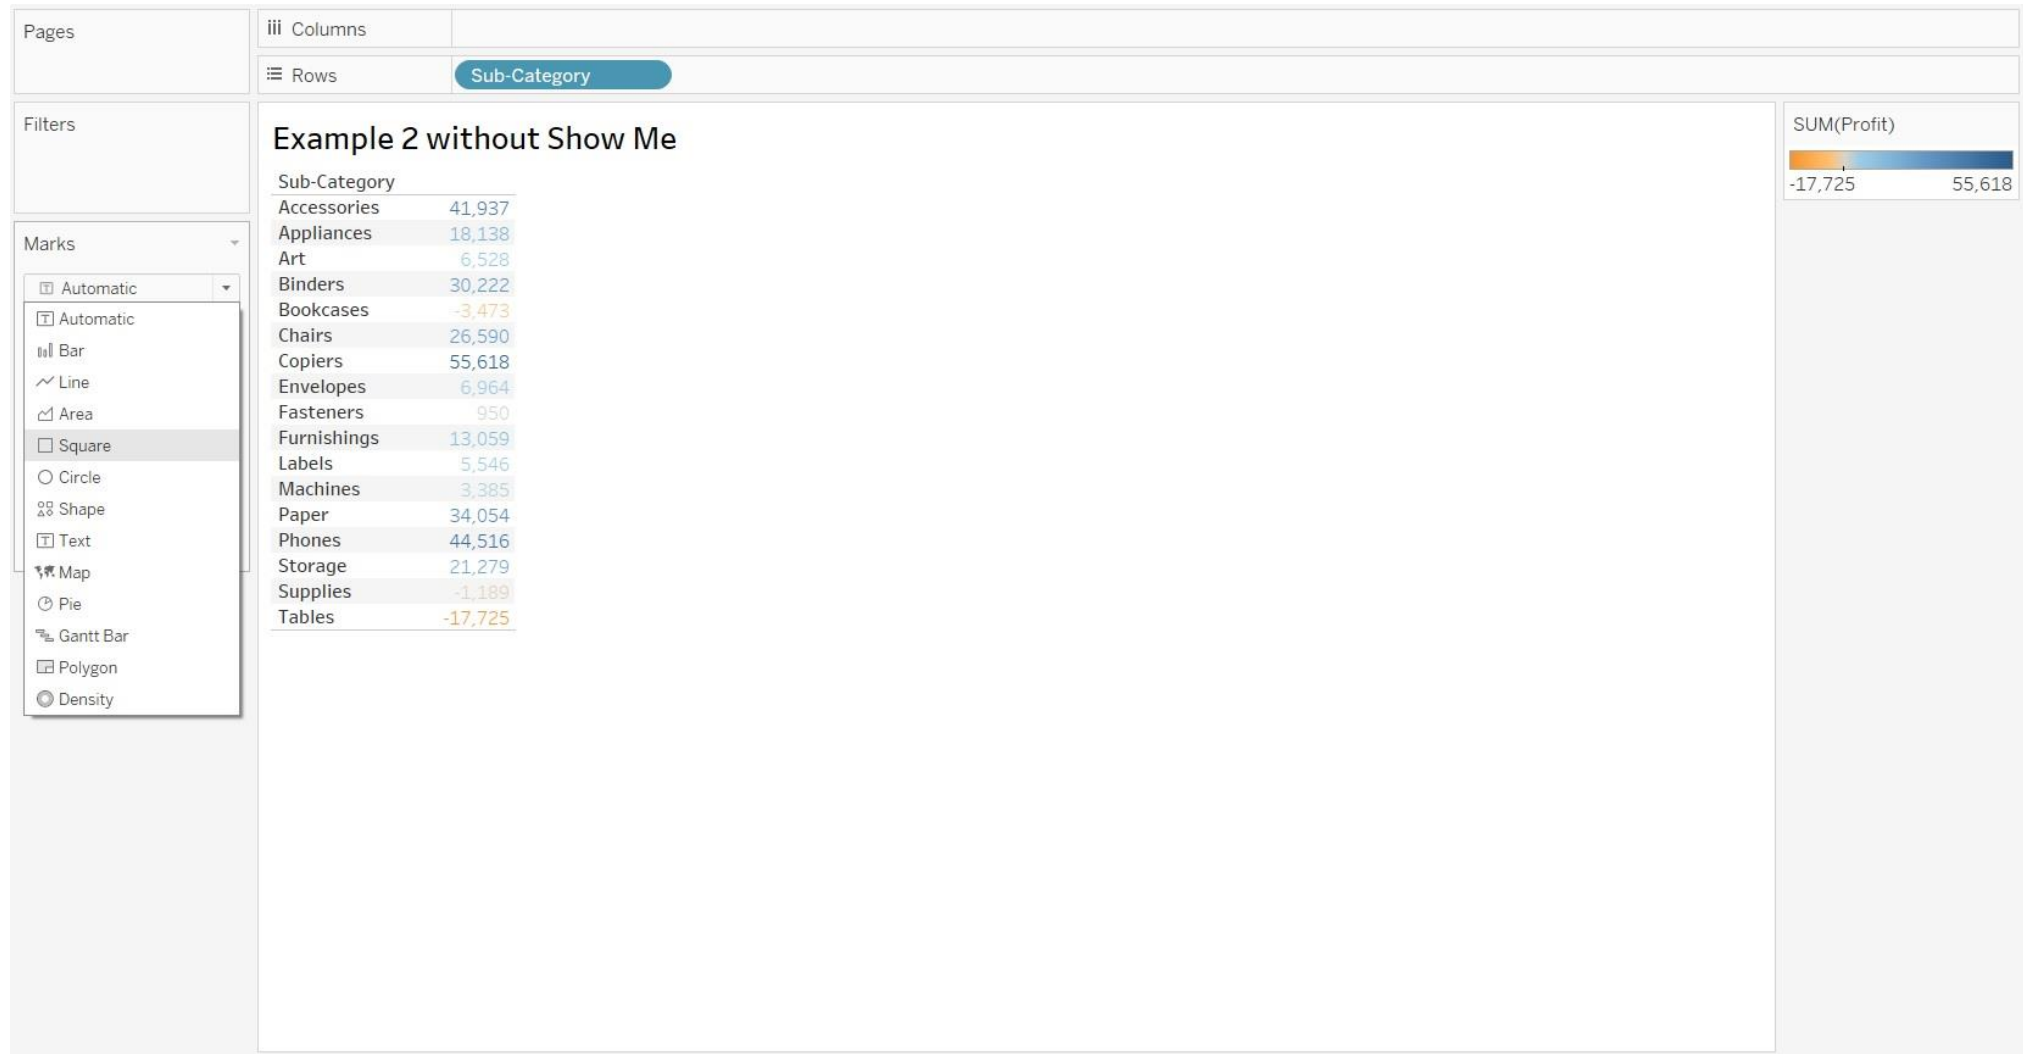 Pages
Columns
Rows Sub-Category
Filters
Marks
Automatic
Automatic
Bar
Line
Area
Square
Circle
Shape
Text
Map
Pie
Gantt Bar
Polygon
Density
Example 2 without Show Me
Sub-Category
Accessories 41,937
Appliances 18,138
Art 6,528
Binders 30,222
Bookcases -3,473
Chairs 26,590
Copiers 55,618
Envelopes 6,964
Fasteners 950
Furnishings 13,059
Labels 5,546
Machines 3,385
Paper 34,054
Phones 44,516
Storage 21,279
Supplies -1,189
Tables -17,725
SUM(Profit)
-17,725 55,618